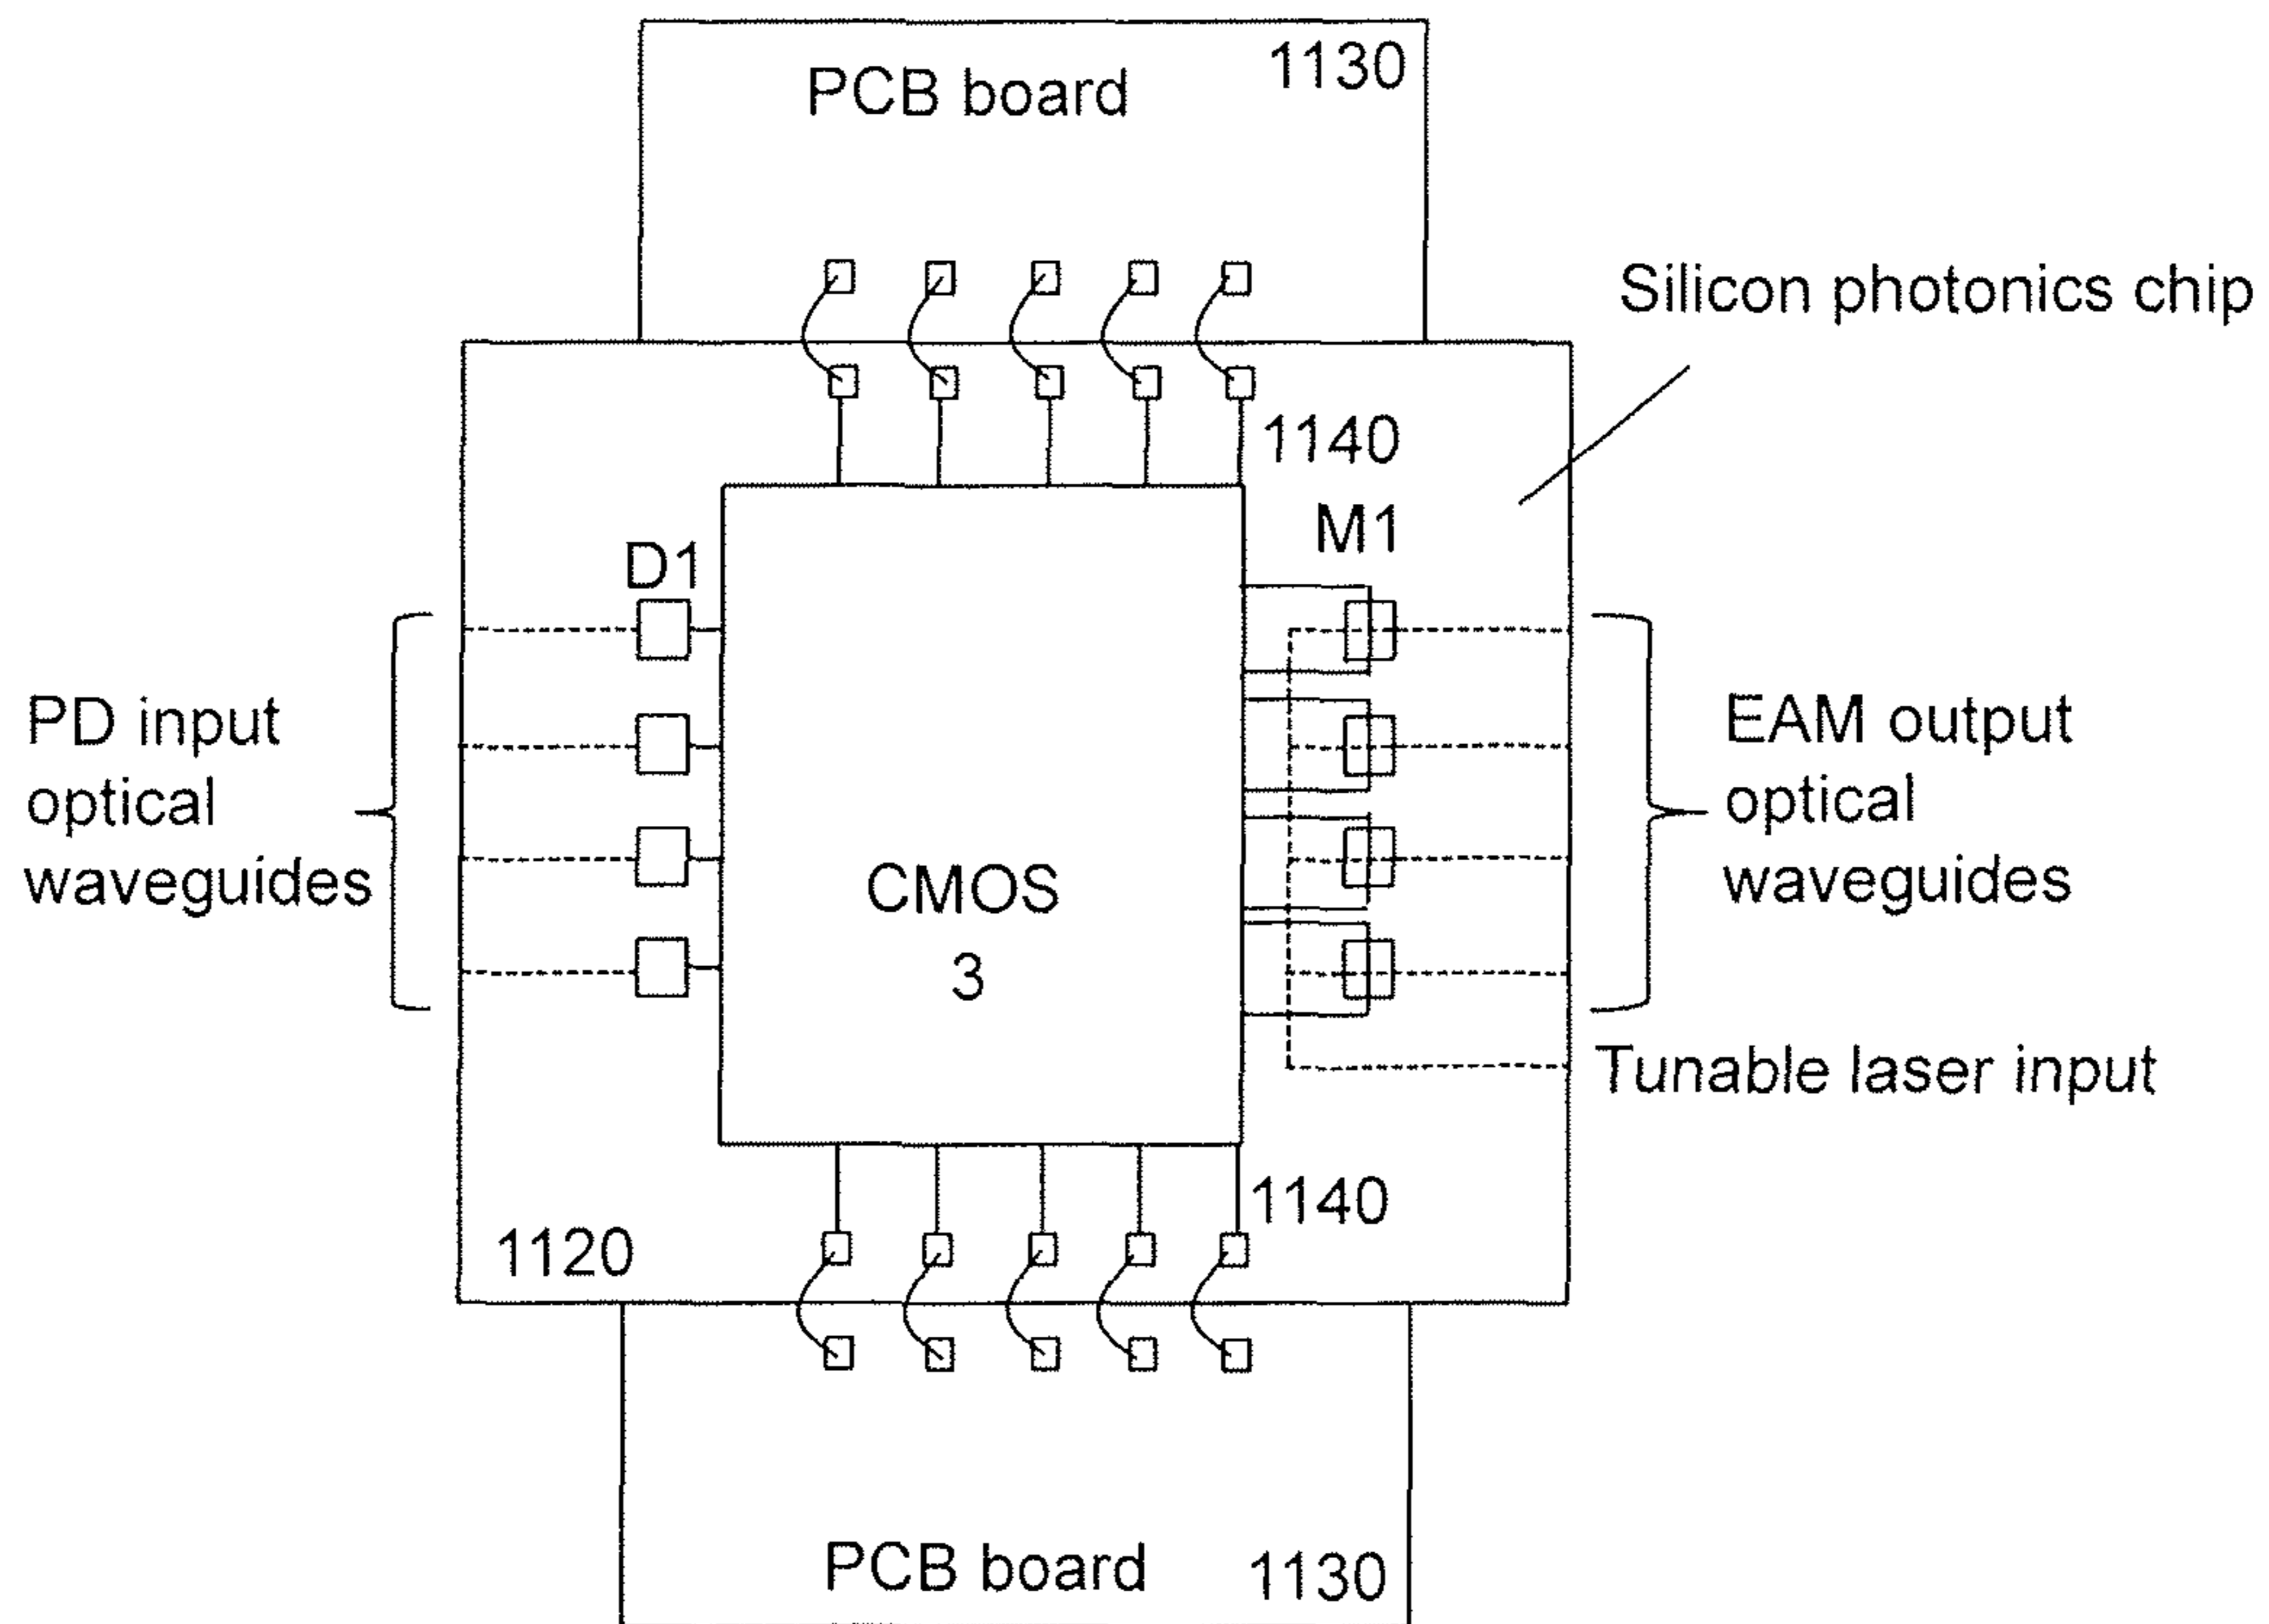 1130
PCB board
Silicon photonics chip
1140
M1
D1
PD input
optical
waveguides
EAM output
optical
waveguides
CMOS
3
Tunable laser input
1140
1120
PCB board
1130